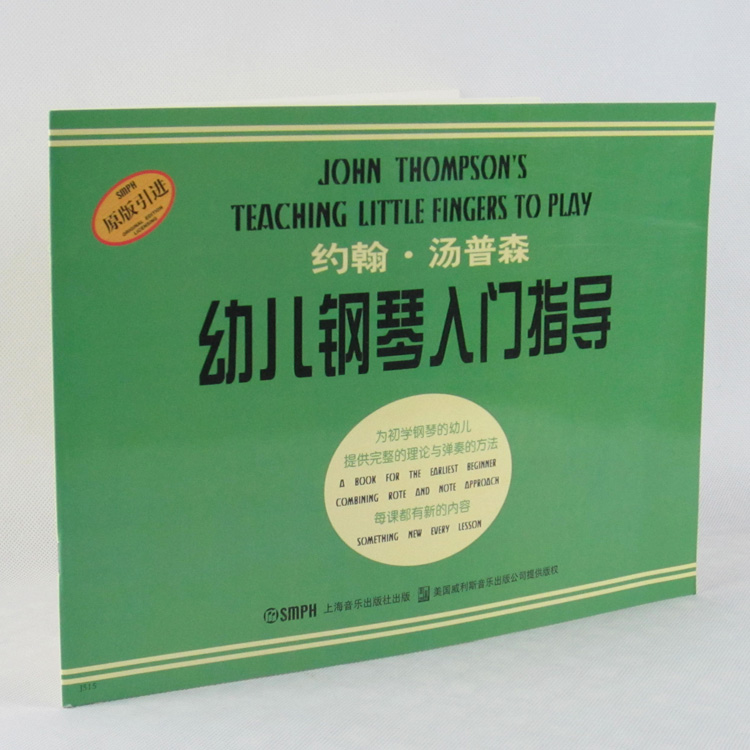 JOHN THOMPSON'S
TEACHING LITTLE FINGERS TO PLAY
SMPH
原版引进
ORIGINAL EDITION
LICENSING
约翰·汤普森
幼儿钢琴入门指导
为初学钢琴的幼儿
提供完整的理论与弹奏的方法
A BOOK FOR THE EARLIEST BEGINNER
COMBINING ROTE AND NOTE APPROACH
每课都有新的内容
SOMETHING NEW EVERY LESSON
SMPH 上海音乐出版社出版 美国威利斯音乐出版公司提供版权